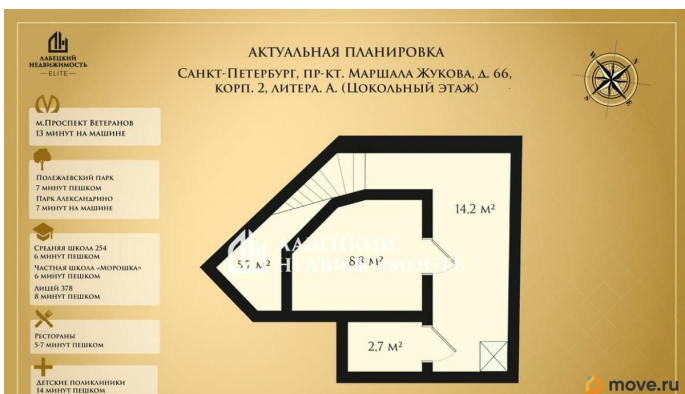 ЛАБЕЦКИЙ
НЕДВИЖИМОСТЬ
— ELITE —
АКТУАЛЬНАЯ ПЛАНИРОВКА
САНКТ-ПЕТЕРБУРГ, ПР-КТ. МАРШАЛА ЖУКОВА, Д. 66,
КОРП. 2, ЛИТЕРА. А. (ЦОКОЛЬНЫЙ ЭТАЖ)
М.ПРОСПЕКТ ВЕТЕРАНОВ
13 МИНУТ НА МАШИНЕ
ПОЛЕЖАЕВСКИЙ ПАРК
7 МИНУТ ПЕШКОМ
ПАРК АЛЕКСАНДРИНО
7 МИНУТ НА МАШИНЕ
СРЕДНЯЯ ШКОЛА 254
6 МИНУТ ПЕШКОМ
ЧАСТНАЯ ШКОЛА «МОРОШКА»
6 МИНУТ ПЕШКОМ
ЛИЦЕЙ 378
8 МИНУТ ПЕШКОМ
РЕСТОРАНЫ
5-7 МИНУТ ПЕШКОМ
ДЕТСКИЕ ПОЛИКЛИНИКИ
14 МИНУТ ПЕШКОМ
14,2 М²
ЛАБЕЦКИЙ
НЕДВИЖИМОСТЬ
5,7 М²
8,3 М²
2,7 М²
move.ru